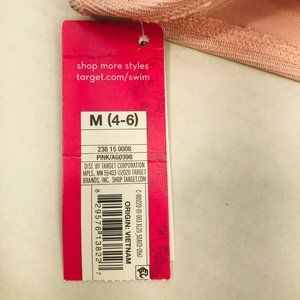 shop more styles
target.com/swim
M (4-6)
238 15 0008
PINK/AG0398
DIST. BY TARGET CORPORATION
MPLS., MN 55403 ©2020 TARGET
BRANDS, INC. SHOP TARGET.COM
ORIGIN: VIETNAM